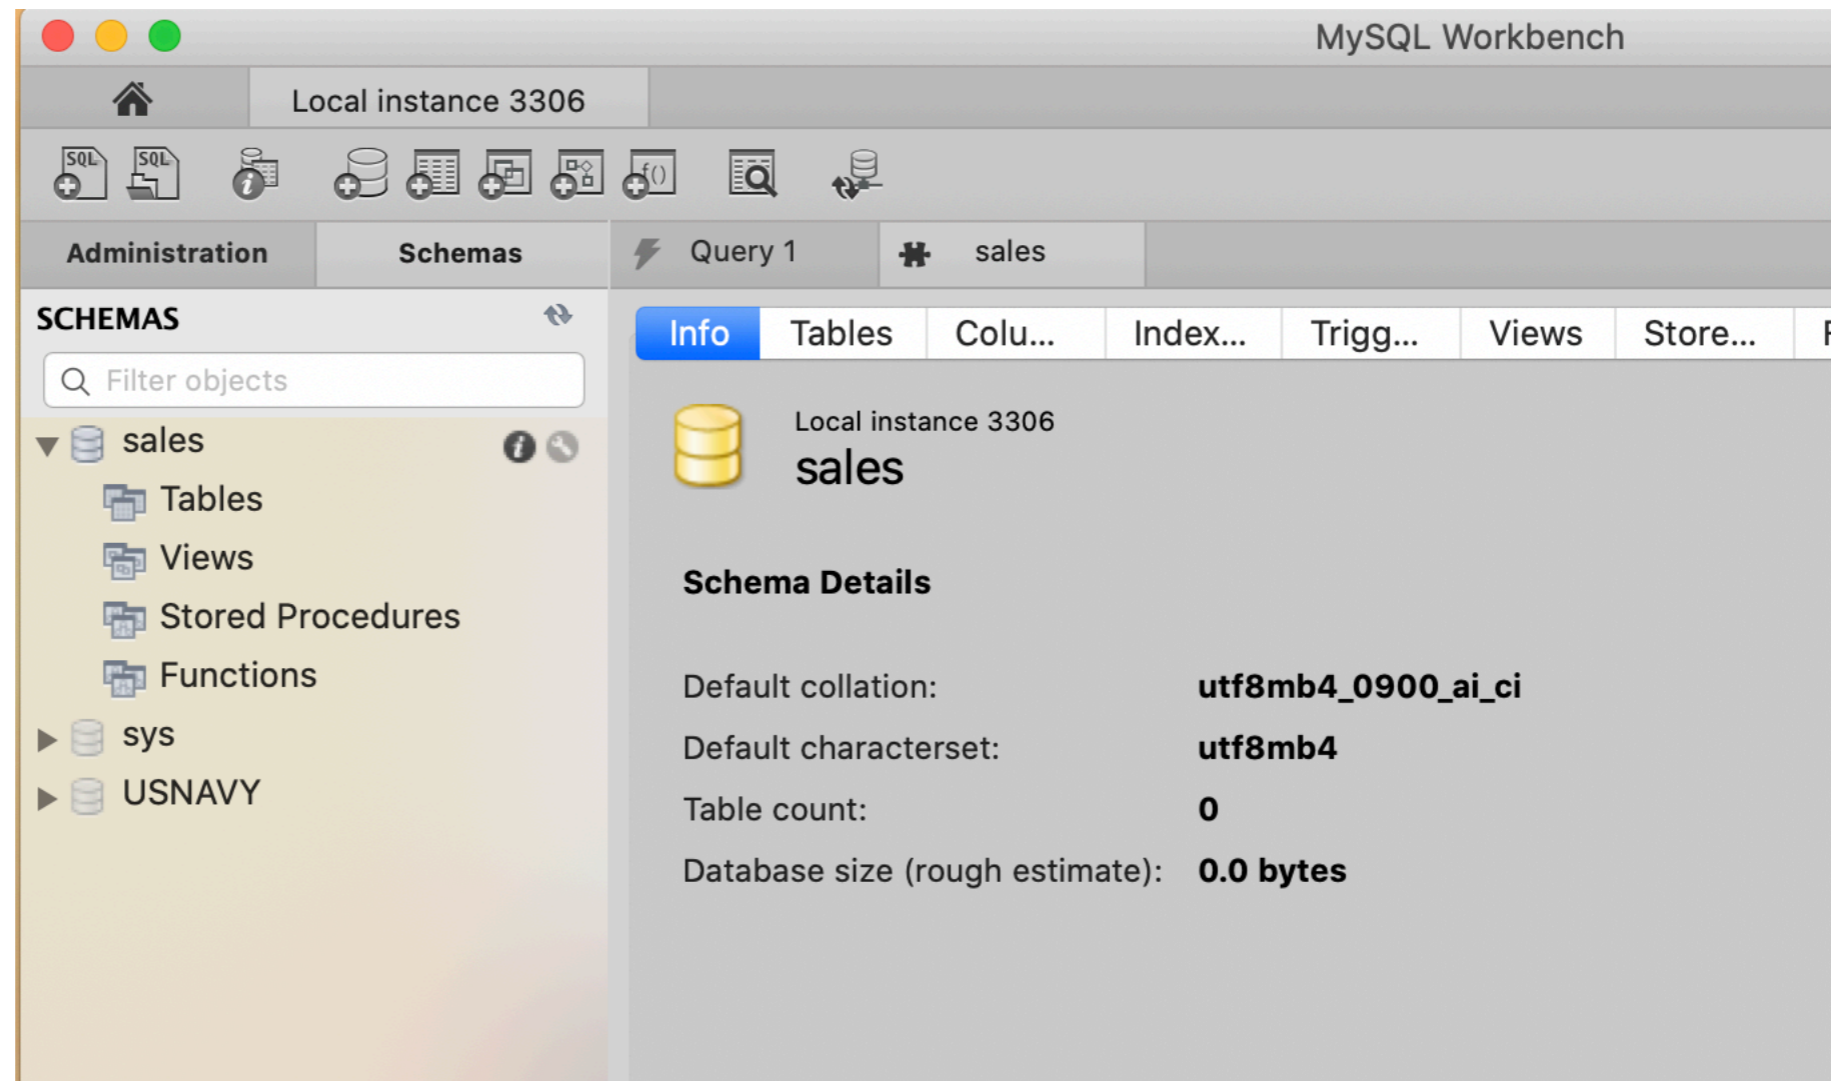 MySQL Workbench
Local instance 3306
SQL SQL f()
Administration Schemas Query 1 sales
SCHEMAS
Filter objects
sales
Tables
Views
Stored Procedures
Functions
sys
USNAVY
Info Tables Colu... Index... Trigg... Views Store...
Local instance 3306
sales
Schema Details
Default collation: utf8mb4_0900_ai_ci
Default characterset: utf8mb4
Table count: 0
Database size (rough estimate): 0.0 bytes